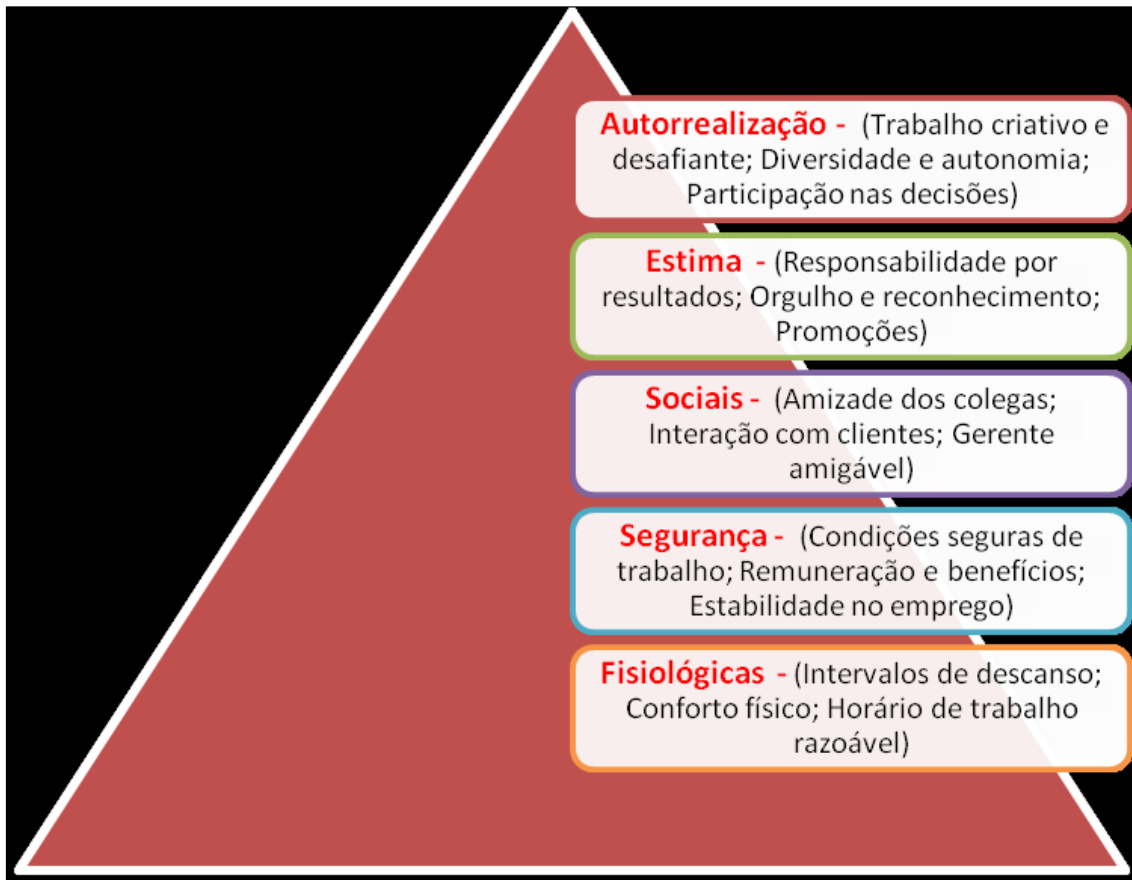 Autorrealização - (Trabalho criativo e
desafiante; Diversidade e autonomia;
Participação nas decisões)
Estima - (Responsabilidade por
resultados; Orgulho e reconhecimento;
Promoções)
Sociais - (Amizade dos colegas;
Interação com clientes; Gerente
amigável)
Segurança - (Condições seguras de
trabalho; Remuneração e benefícios;
Estabilidade no emprego)
Fisiológicas - (Intervalos de descanso;
Conforto físico; Horário de trabalho
razoável)